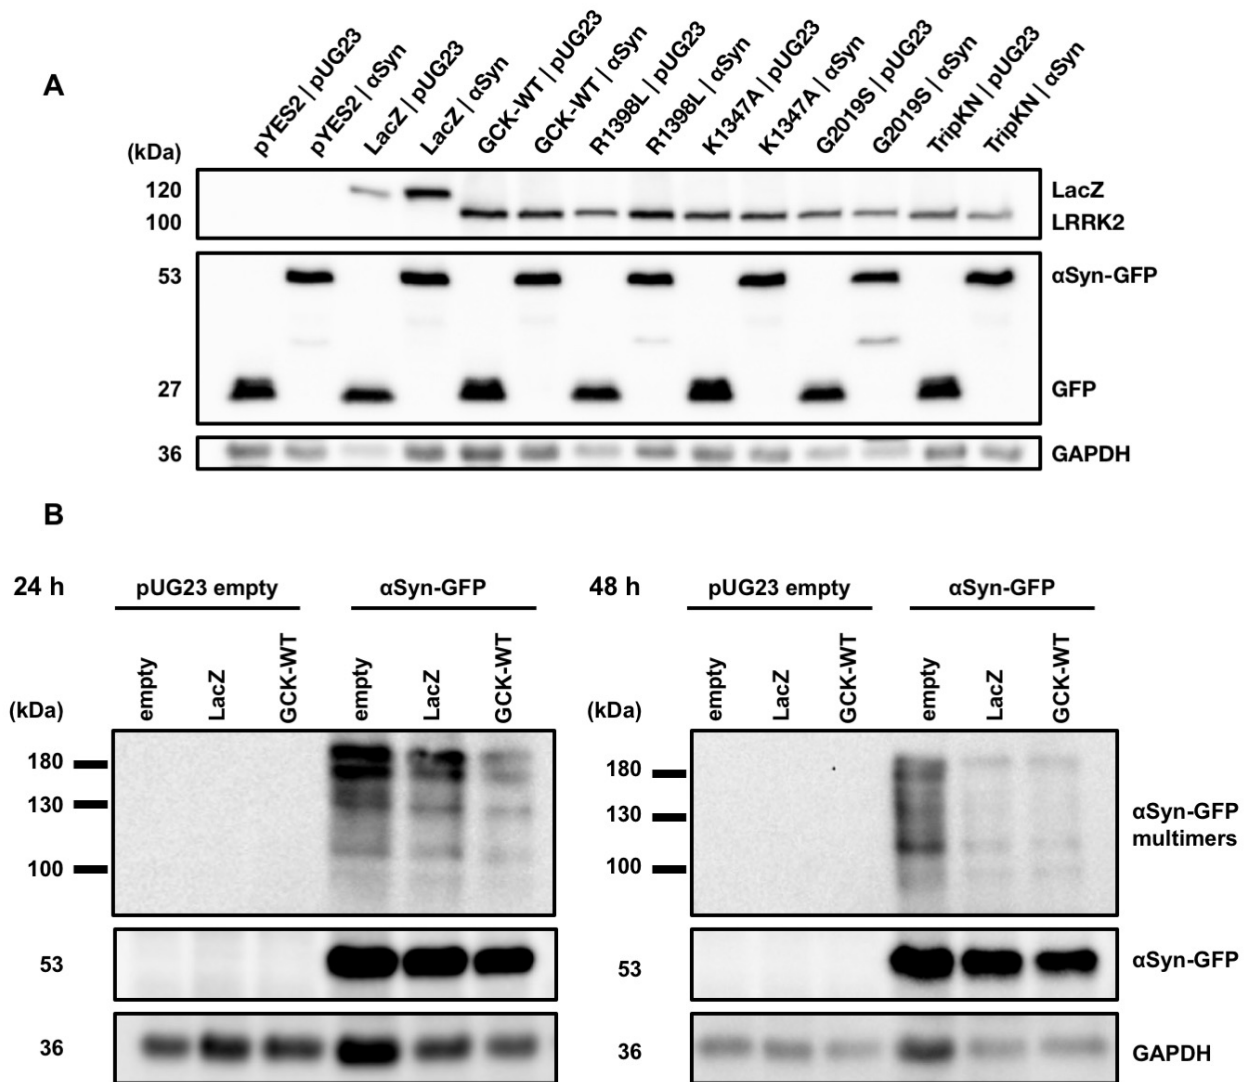 A
pYES2 | pUG23
pYES2 | αSyn
LacZ | pUG23
LacZ | αSyn
GCK-WT | pUG23
GCK-WT | αSyn
R1398L | pUG23
R1398L | αSyn
K1347A | pUG23
K1347A | αSyn
G2019S | pUG23
G2019S | αSyn
TripKN | pUG23
TripKN | αSyn
(kDa)
120
LacZ
100
LRRK2
53
αSyn-GFP
27
GFP
36
GAPDH
B
24 h
pUG23 empty
αSyn-GFP
empty
LacZ
GCK-WT
empty
LacZ
GCK-WT
(kDa)
180
130
100
53
36
48 h
pUG23 empty
αSyn-GFP
empty
LacZ
GCK-WT
empty
LacZ
GCK-WT
(kDa)
180
130
100
αSyn-GFP
multimers
53
αSyn-GFP
36
GAPDH